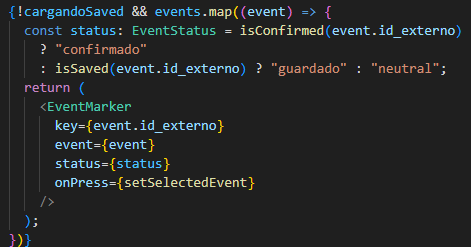 {!cargandoSaved && events.map((event) => {
  const status: EventStatus = isConfirmed(event.id_externo)
    ? "confirmado"
    : isSaved(event.id_externo) ? "guardado" : "neutral";
  return (
    <EventMarker
      key={event.id_externo}
      event={event}
      status={status}
      onPress={setSelectedEvent}
    />
  );
})}